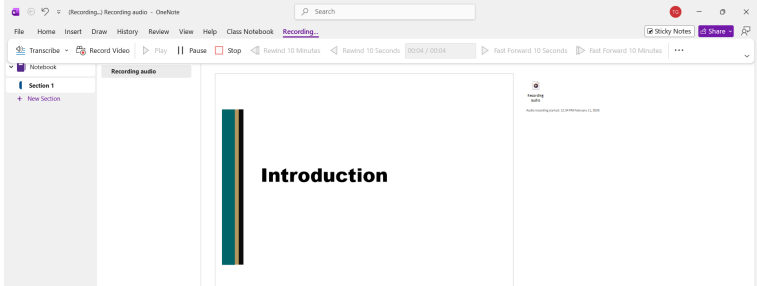 (Recording...) Recording audio - OneNote
Search
TG
File Home Insert Draw History Review View Help Class Notebook Recording...
Sticky Notes
Share
Transcribe Record Video Play Pause Stop Rewind 10 Minutes Rewind 10 Seconds 00:04 / 00:04 Fast Forward 10 Seconds Fast Forward 10 Minutes
Notebook
Recording audio
Section 1
+ New Section
Recording
audio
Introduction